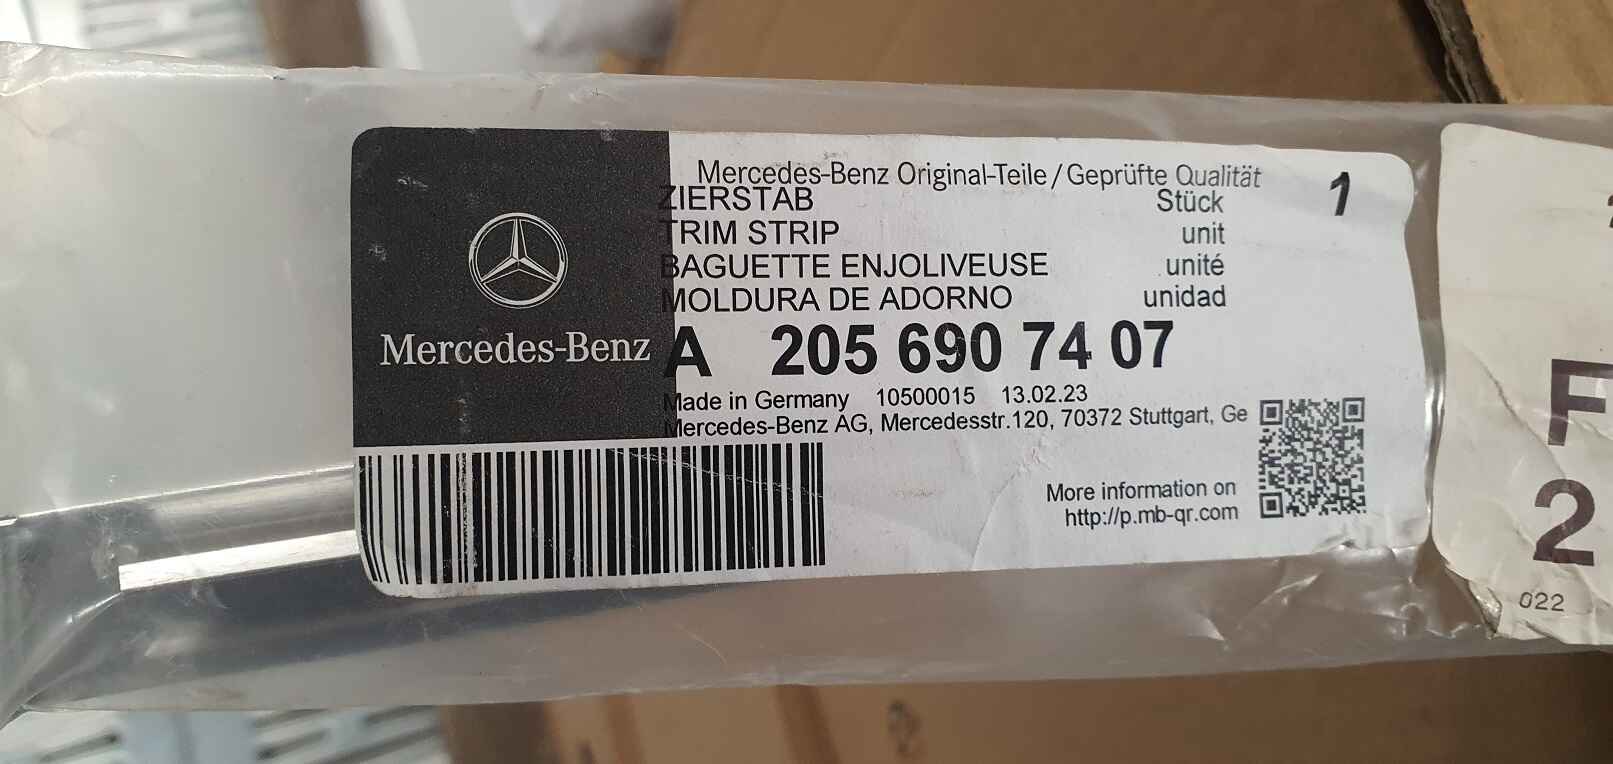 Mercedes-Benz Original-Teile / Geprüfte Qualität
ZIERSTAB Stück 1
TRIM STRIP unit
BAGUETTE ENJOLIVEUSE unité
MOLDURA DE ADORNO unidad
Mercedes-Benz
A 205 690 74 07
Made in Germany 10500015 13.02.23
Mercedes-Benz AG, Mercedesstr.120, 70372 Stuttgart, Ge
More information on
http://p.mb-qr.com
F
2
022